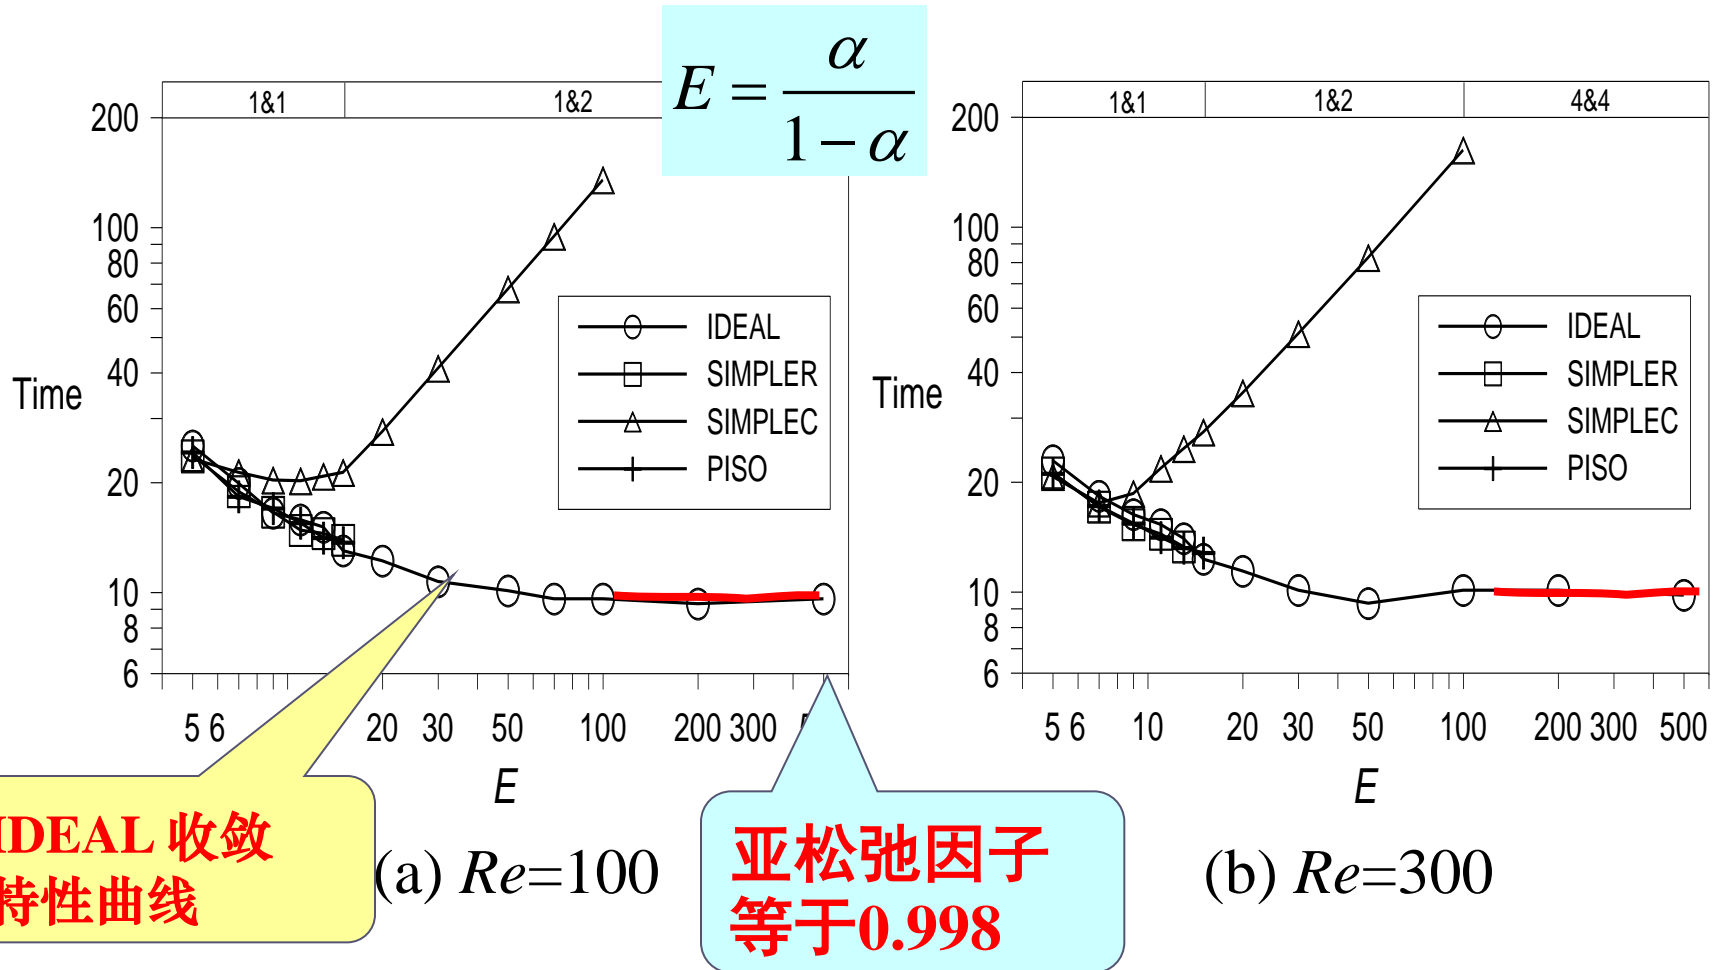 E = α / (1 − α)
1&1 1&2
200
100
80
60
40
20
10
8
6
Time
IDEAL
SIMPLER
SIMPLEC
PISO
5 6 20 30 50 100 200 300
E
(a) Re=100
1&1 1&2 4&4
200
100
80
60
40
20
10
8
6
Time
IDEAL
SIMPLER
SIMPLEC
PISO
5 6 10 20 30 50 100 200 300 500
E
(b) Re=300
IDEAL 收敛
特性曲线
亚松弛因子
等于0.998